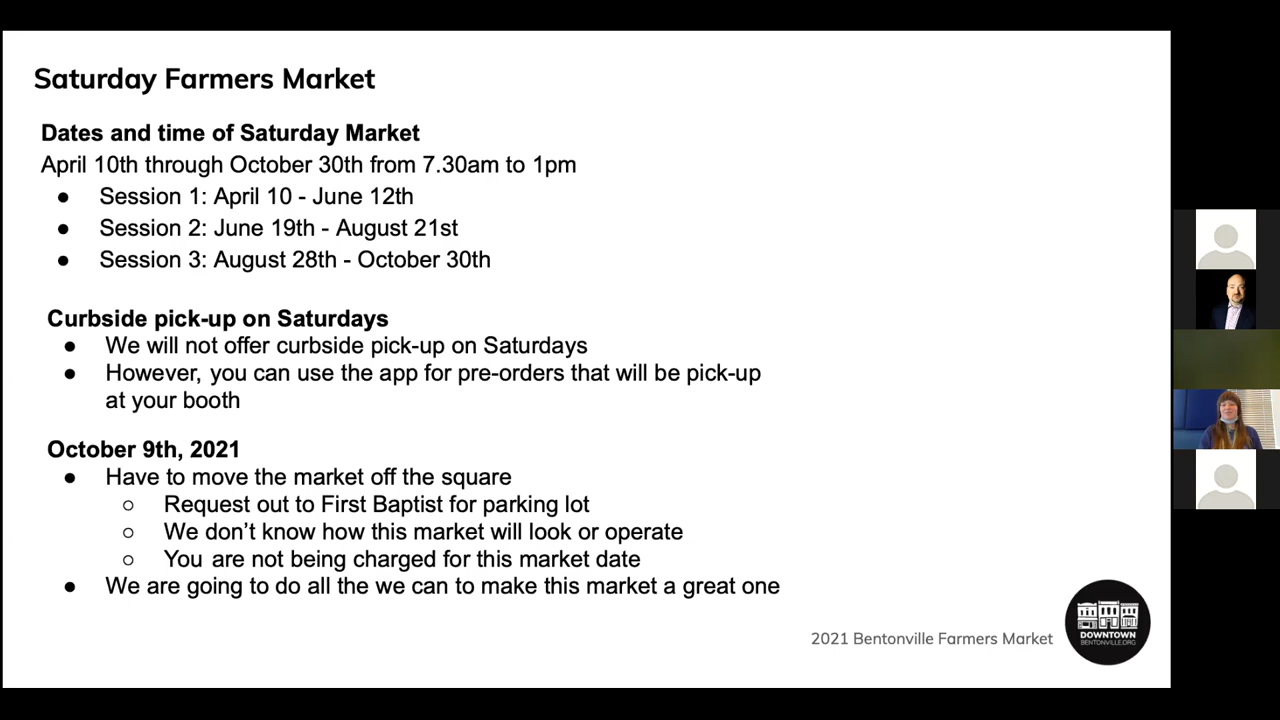 Saturday Farmers Market
Dates and time of Saturday Market
April 10th through October 30th from 7.30am to 1pm
● Session 1: April 10 - June 12th
● Session 2: June 19th - August 21st
● Session 3: August 28th - October 30th
Curbside pick-up on Saturdays
● We will not offer curbside pick-up on Saturdays
● However, you can use the app for pre-orders that will be pick-up
at your booth
October 9th, 2021
● Have to move the market off the square
○ Request out to First Baptist for parking lot
○ We don’t know how this market will look or operate
○ You are not being charged for this market date
● We are going to do all the we can to make this market a great one
2021 Bentonville Farmers Market
DOWNTOWN
BENTONVILLE.ORG